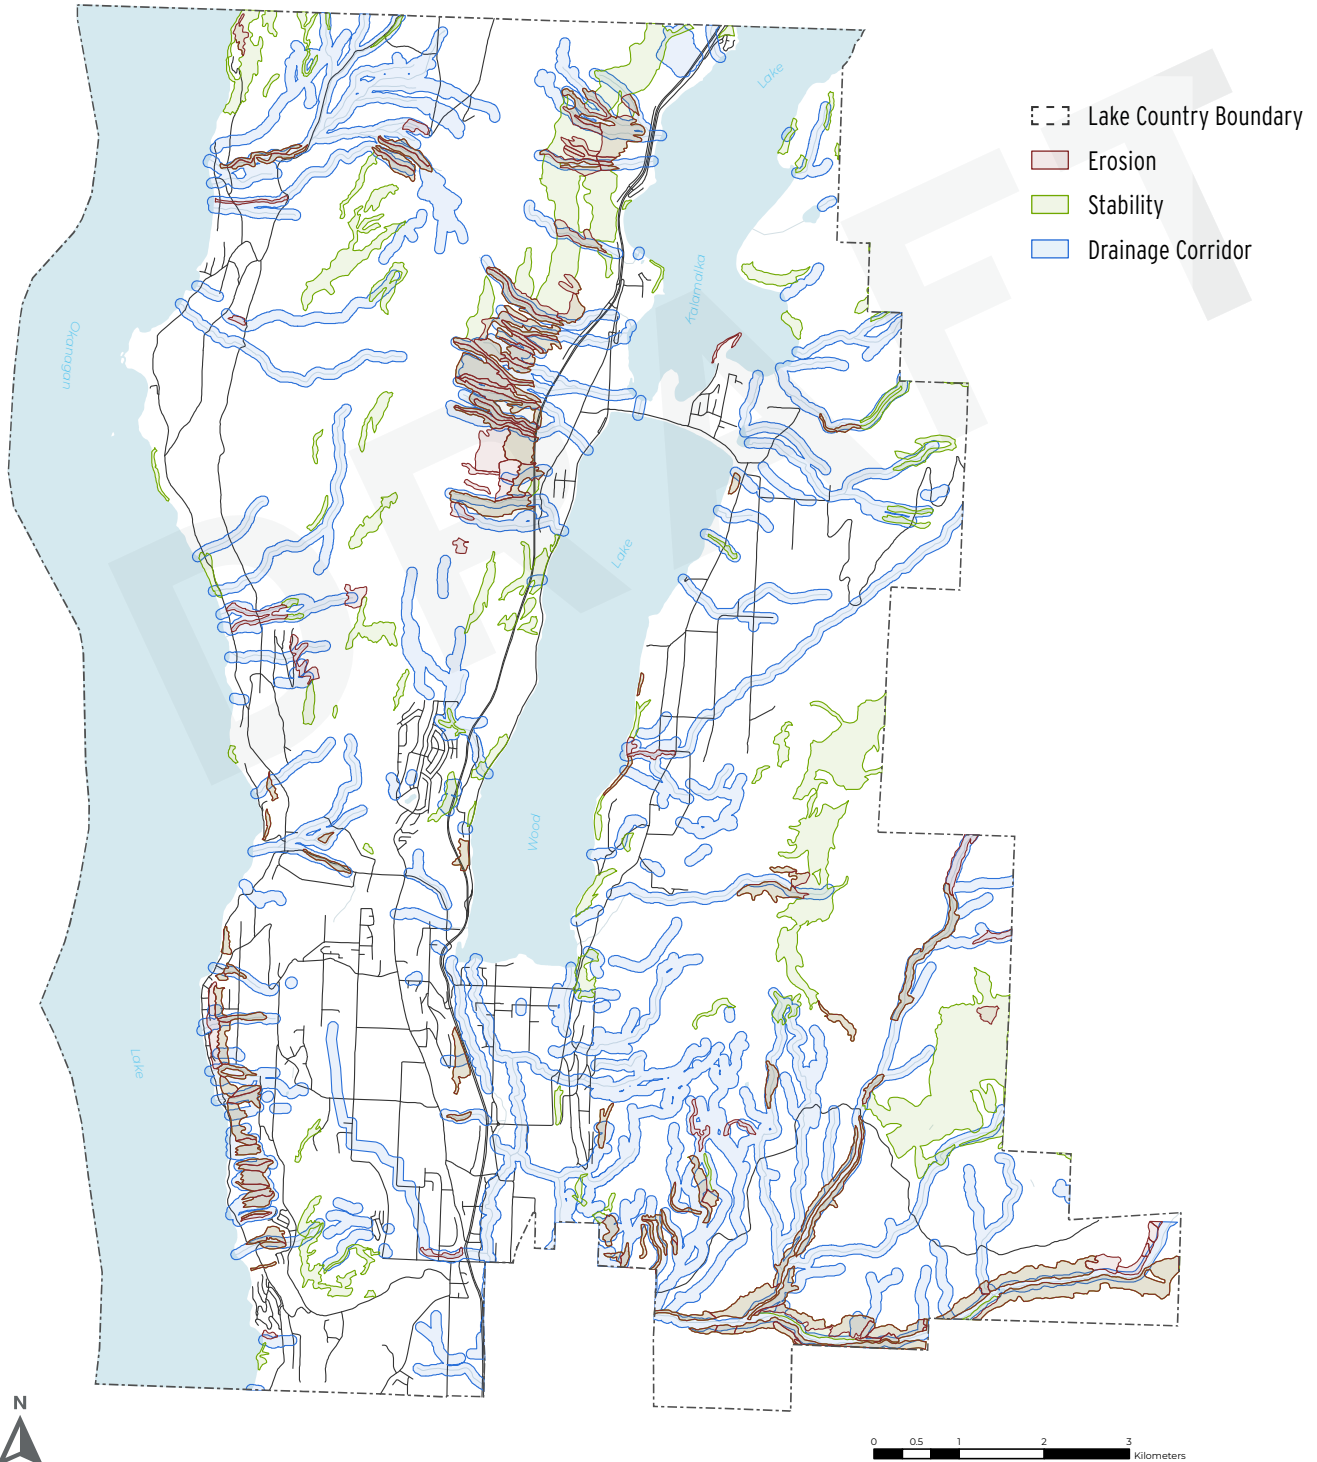 Lake Country Boundary
Erosion
Stability
Drainage Corridor
DRAFT
Lake
Kalamalka
Okanagan
Lake
Wood
Lake
N
0 0.5 1 2 3
Kilometers